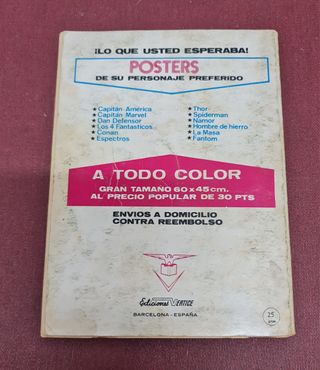 ¡LO QUE USTED ESPERABA!
POSTERS
DE SU PERSONAJE PREFERIDO
★ Capitán América
★ Capitán Marvel
★ Dan Defensor
★ Los 4 Fantasticos
★ Conan
★ Espectros
★ Thor
★ Spiderman
★ Namor
★ Hombre de hierro
★ La Masa
★ Fantom
A TODO COLOR
GRAN TAMAÑO 60 x 45 cm.
AL PRECIO POPULAR DE 30 PTS
ENVIOS A DOMICILIO
CONTRA REEMBOLSO
Ediciones VERTICE
BARCELONA - ESPAÑA
25